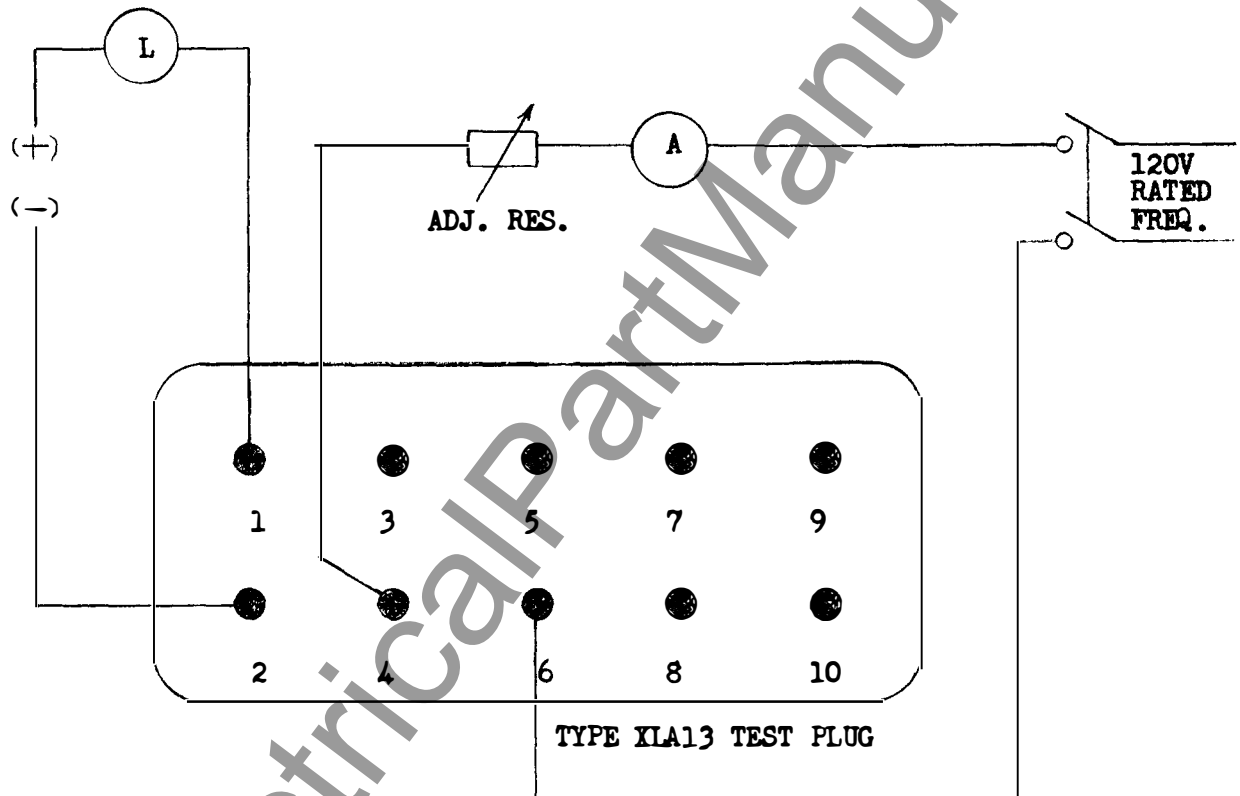 L
(+)
(-)
A
ADJ. RES.
120V
RATED
FREQ.
1 3 5 7 9
2 4 6 8 10
TYPE XLA13 TEST PLUG
ctricalPartManu